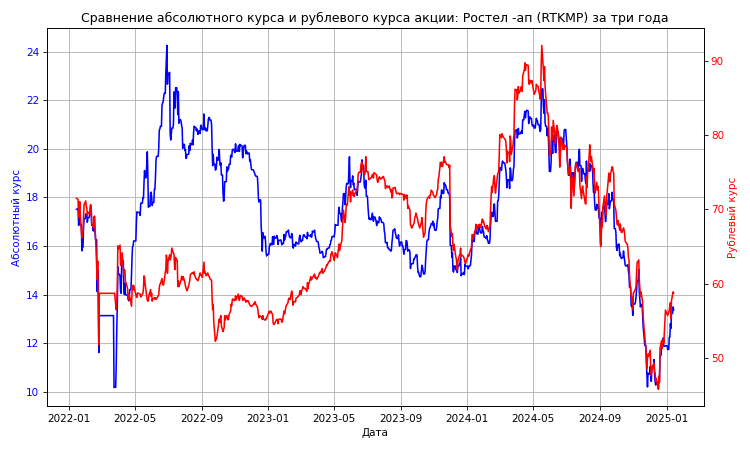 Сравнение абсолютного курса и рублевого курса акции: Ростел -ап (RTKMP) за три года
24
22
20
18
16
14
12
10
Абсолютный курс
90
80
70
60
50
Рублевый курс
2022-01 2022-05 2022-09 2023-01 2023-05 2023-09 2024-01 2024-05 2024-09 2025-01
Дата